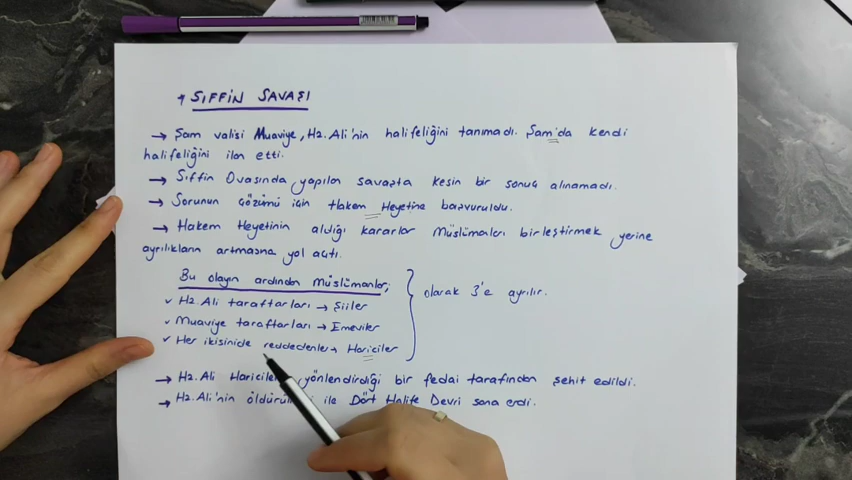 → SIFFİN SAVAŞI
→ Şam valisi Muaviye, Hz. Ali'nin halifeliğini tanımadı. Şam'da kendi
halifeliğini ilan etti.
→ Sıffin Ovasında yapılan savaşta kesin bir sonuç alınamadı.
→ Sorunun çözümü için Hakem Heyetine başvuruldu.
→ Hakem Heyetinin aldığı kararlar Müslümanları birleştirmek yerine
ayrılıkların artmasına yol açtı.
Bu olayın ardından Müslümanlar;
✓ Hz. Ali taraftarları → Şiiler
✓ Muaviye taraftarları → Emeviler
✓ Her ikisinide reddedenler → Hariciler
olarak 3'e ayrılır.
→ Hz. Ali yönlendirdiği bir fedai tarafından şehit edildi.
→ Hz. Ali'nin ile Dört Halife Devri sona erdi.